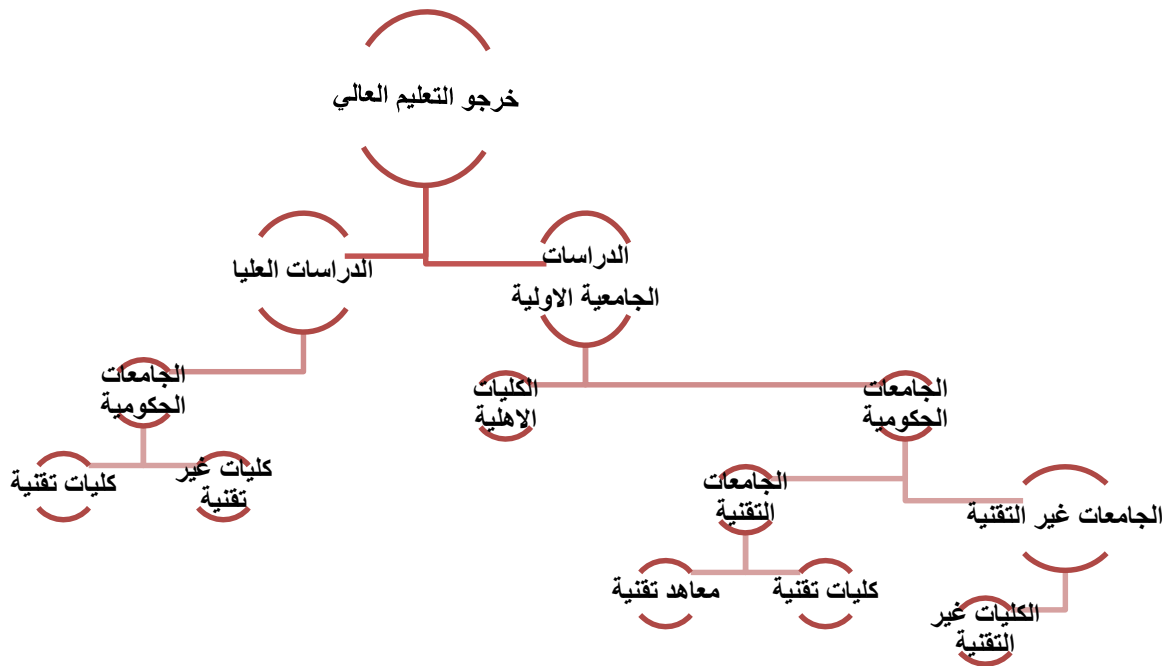 خرجو التعليم العالي
الدراسات
الجامعية الاولية
الدراسات العليا
الجامعات
الحكومية
الكليات
الاهلية
الجامعات
الحكومية
الجامعات غير التقنية
الجامعات
التقنية
كليات غير
تقنية
كليات تقنية
الكليات غير
التقنية
كليات تقنية
معاهد تقنية